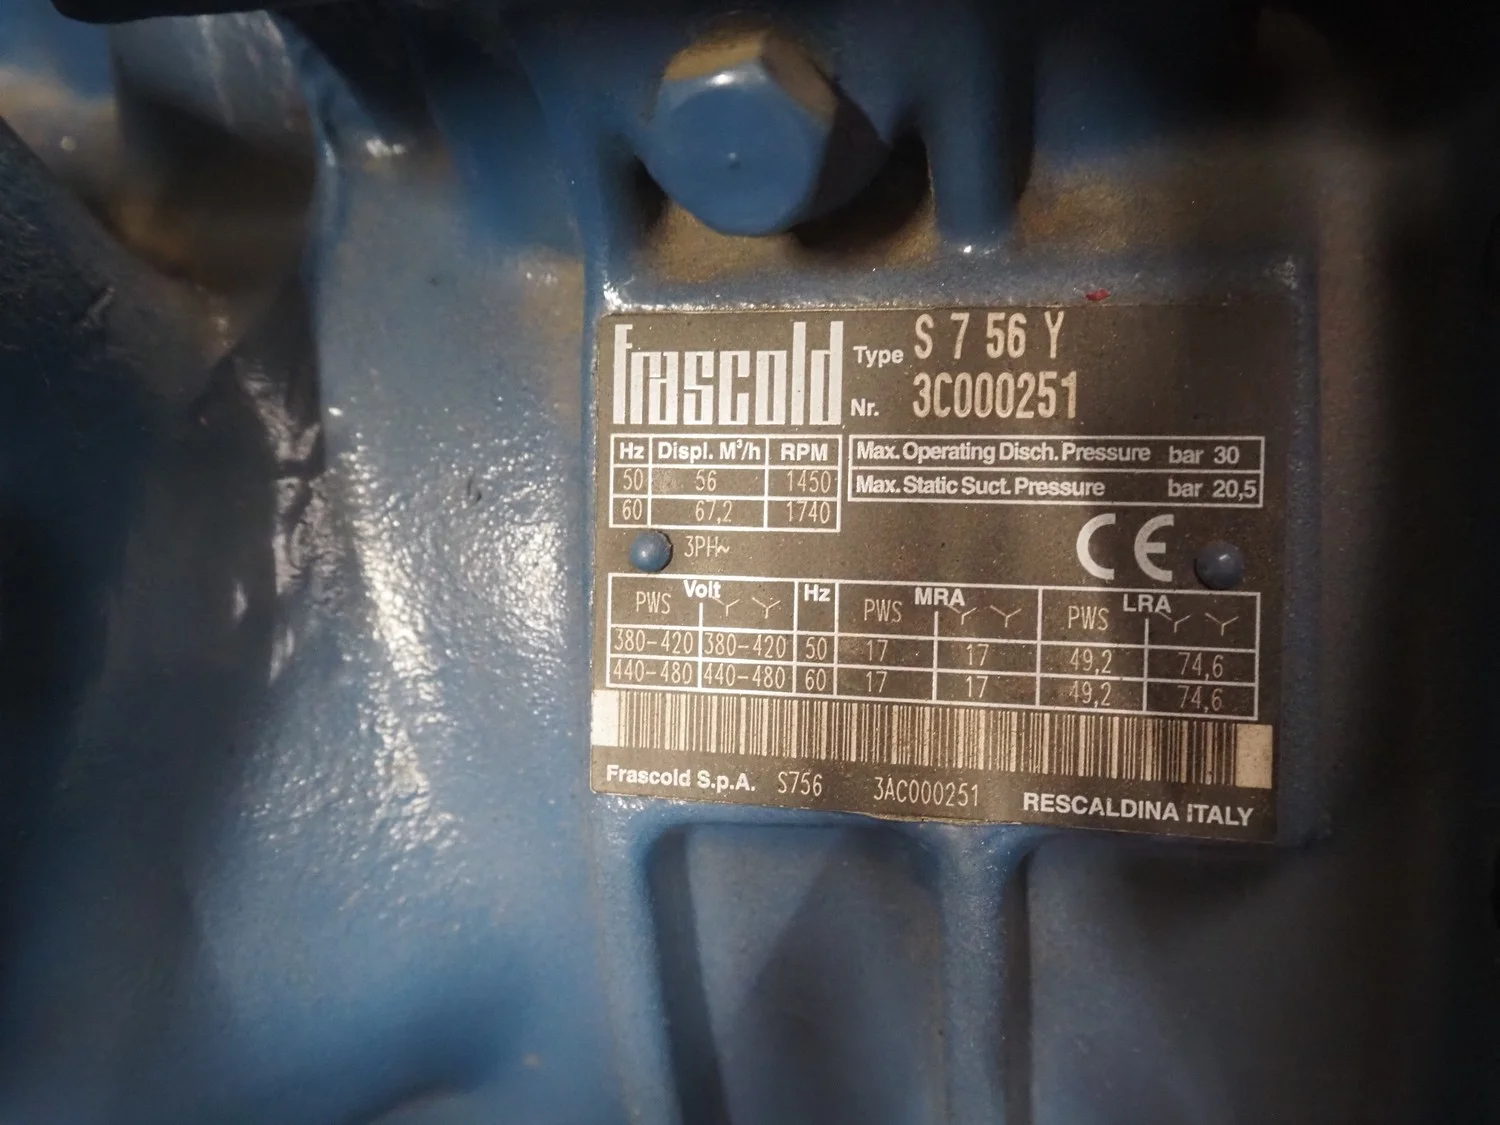 frascold Type S 7 56 Y
Nr. 3C000251
Hz Displ. M³/h RPM
50 56 1450
60 67,2 1740
Max. Operating Disch. Pressure bar 30
Max. Static Suct. Pressure bar 20,5
3PH~
CE
Volt Hz MRA LRA
PWS PWS PWS
380-420 380-420 50 17 17 49,2 74,6
440-480 440-480 60 17 17 49,2 74,6
Frascold S.p.A. S756 3AC000251 RESCALDINA ITALY